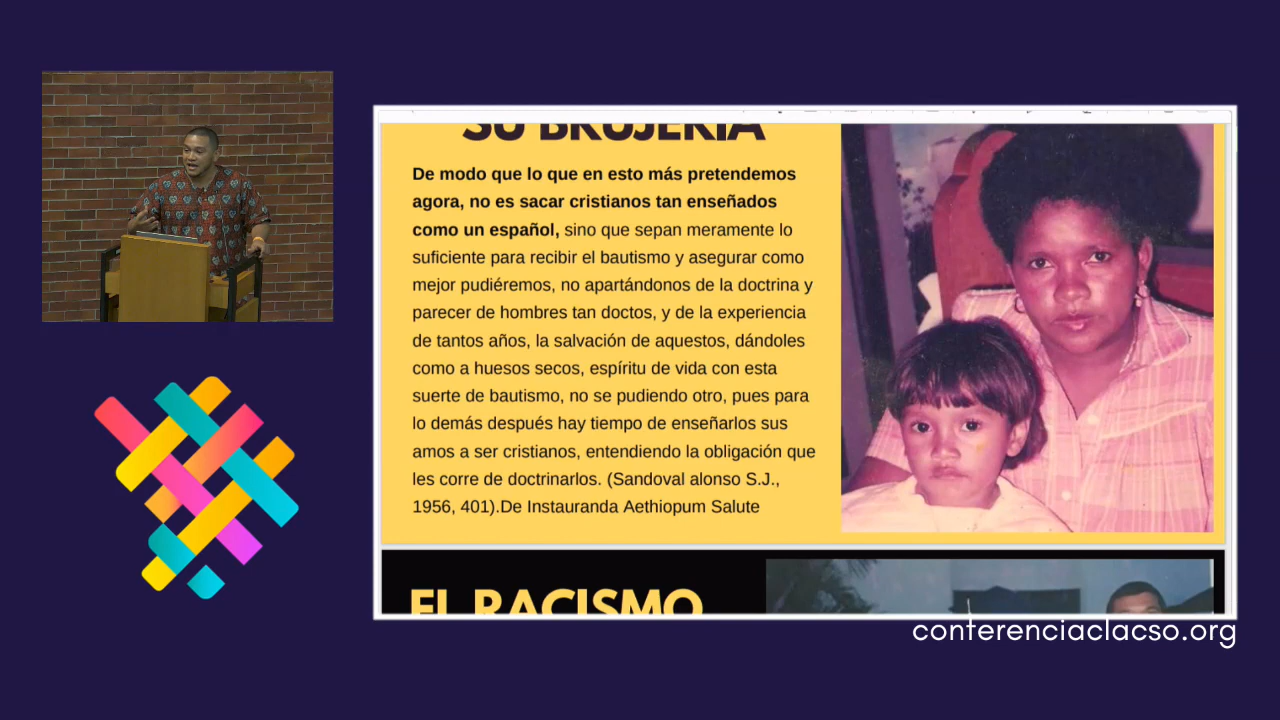 SU BRUJERÍA
De modo que lo que en esto más pretendemos
agora, no es sacar cristianos tan enseñados
como un español, sino que sepan meramente lo
suficiente para recibir el bautismo y asegurar como
mejor pudiéremos, no apartándonos de la doctrina y
parecer de hombres tan doctos, y de la experiencia
de tantos años, la salvación de aquestos, dándoles
como a huesos secos, espíritu de vida con esta
suerte de bautismo, no se pudiendo otro, pues para
lo demás después hay tiempo de enseñarlos sus
amos a ser cristianos, entendiendo la obligación que
les corre de doctrinarlos. (Sandoval alonso S.J.,
1956, 401).De Instauranda Aethiopum Salute
EL RACISMO
conferenciaclacso.org